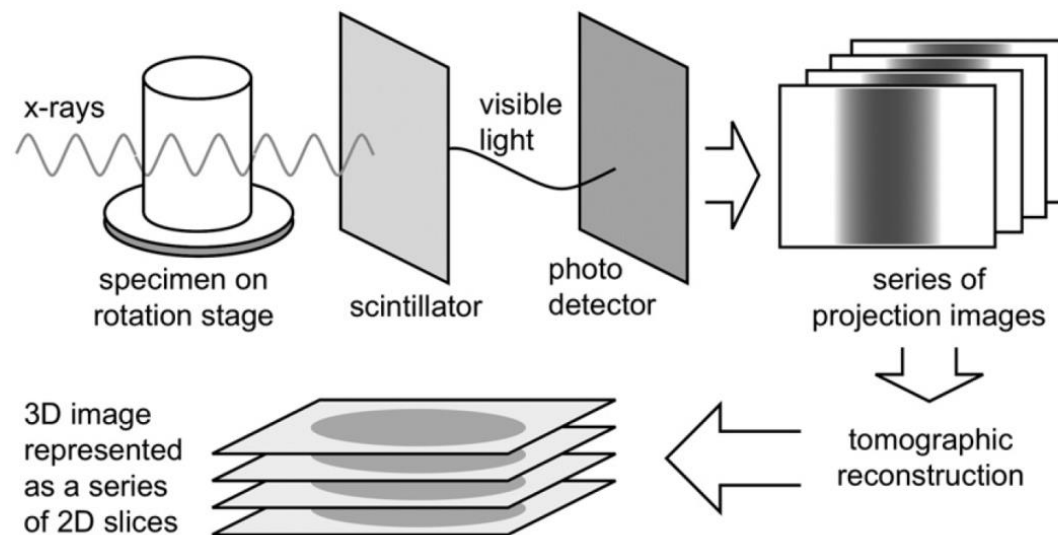 x-rays
specimen on
rotation stage
scintillator
visible
light
photo
detector
series of
projection images
tomographic
reconstruction
3D image
represented
as a series
of 2D slices